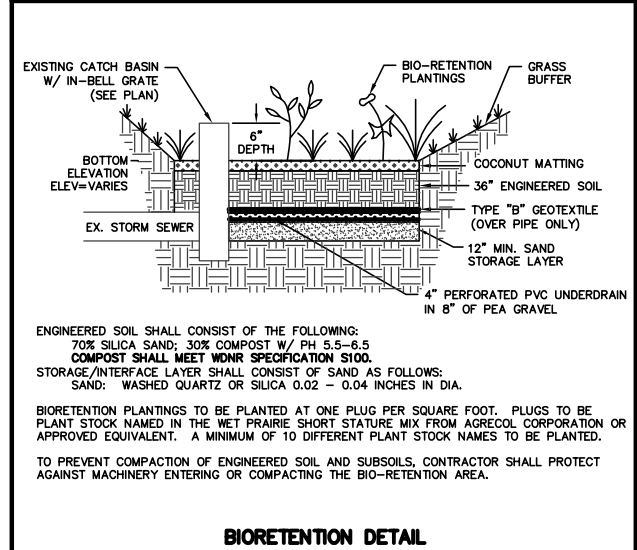 EXISTING CATCH BASIN
W/ IN-BELL GRATE
(SEE PLAN)
BIO-RETENTION
PLANTINGS
GRASS
BUFFER
6"
DEPTH
BOTTOM
ELEVATION
ELEV=VARIES
COCONUT MATTING
36" ENGINEERED SOIL
TYPE "B" GEOTEXTILE
(OVER PIPE ONLY)
EX. STORM SEWER
12" MIN. SAND
STORAGE LAYER
4" PERFORATED PVC UNDERDRAIN
IN 8" OF PEA GRAVEL
ENGINEERED SOIL SHALL CONSIST OF THE FOLLOWING:
70% SILICA SAND; 30% COMPOST W/ PH 5.5-6.5
COMPOST SHALL MEET WDNR SPECIFICATION S100.
STORAGE/INTERFACE LAYER SHALL CONSIST OF SAND AS FOLLOWS:
SAND: WASHED QUARTZ OR SILICA 0.02 - 0.04 INCHES IN DIA.
BIORETENTION PLANTINGS TO BE PLANTED AT ONE PLUG PER SQUARE FOOT. PLUGS TO BE
PLANT STOCK NAMED IN THE WET PRAIRIE SHORT STATURE MIX FROM AGRECOL CORPORATION OR
APPROVED EQUIVALENT. A MINIMUM OF 10 DIFFERENT PLANT STOCK NAMES TO BE PLANTED.
TO PREVENT COMPACTION OF ENGINEERED SOIL AND SUBSOILS, CONTRACTOR SHALL PROTECT
AGAINST MACHINERY ENTERING OR COMPACTING THE BIO-RETENTION AREA.
BIORETENTION DETAIL